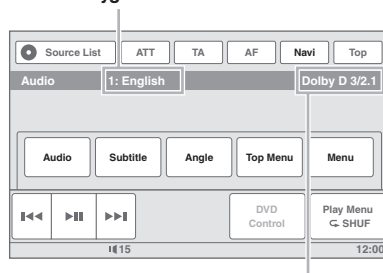 Source List ATT TA AF Navi Top
Audio 1: English Dolby D 3/2.1
Audio Subtitle Angle Top Menu Menu
DVD Control Play Menu SHUF
15 12:00